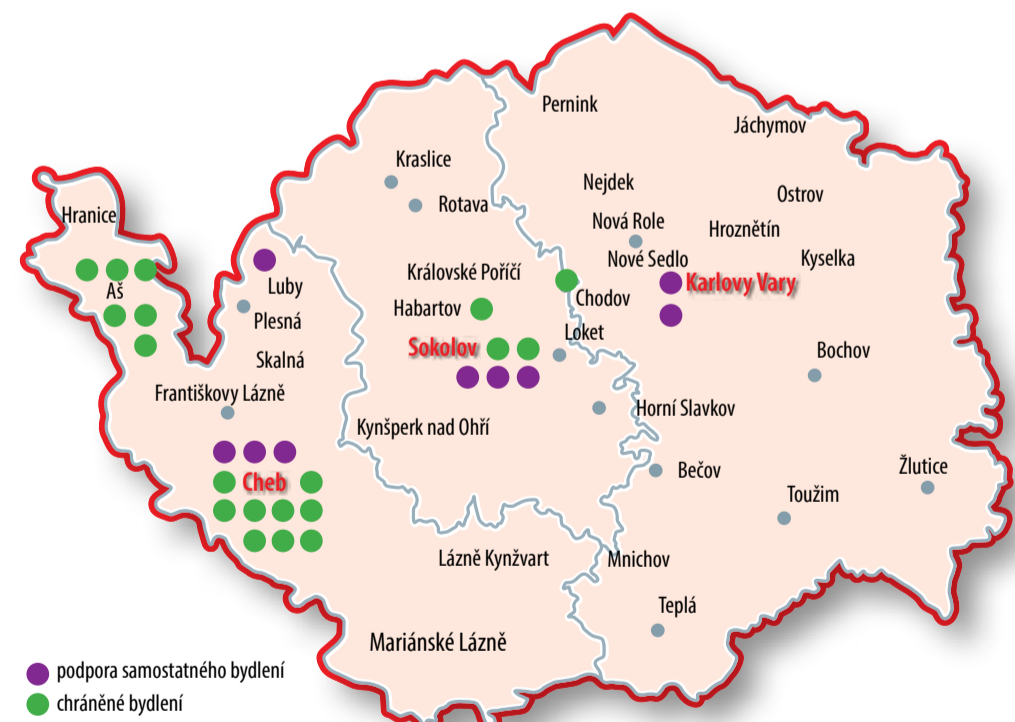 Pernink
Jáchymov
Kraslice
Nejdek
Ostrov
Rotava
Hranice
Nová Role
Hroznětín
Nové Sedlo
Kyselka
Královské Poříčí
Karlovy Vary
Aš
Luby
Chodov
Habartov
Plesná
Loket
Sokolov
Bochov
Skalná
Františkovy Lázně
Horní Slavkov
Kynšperk nad Ohří
Žlutice
Bečov
Cheb
Toužim
Lázně Kynžvart
Mnichov
Teplá
Mariánské Lázně
podpora samostatného bydlení
chráněné bydlení